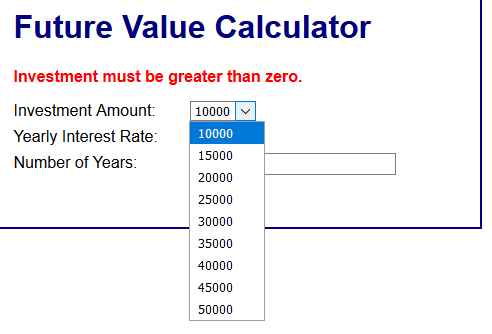 Future Value Calculator
Investment must be greater than zero.
Investment Amount: 10000
Yearly Interest Rate:
Number of Years:
10000
15000
20000
25000
30000
35000
40000
45000
50000